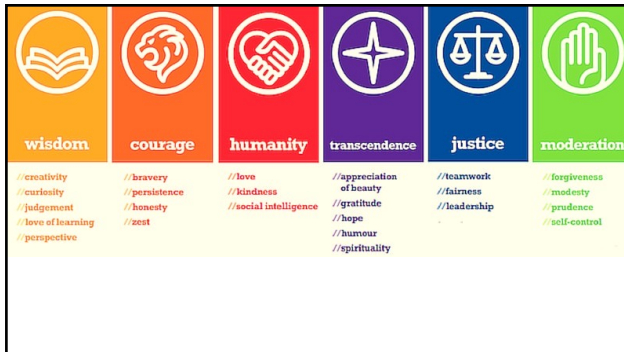 wisdom
//creativity
//curiosity
//judgement
//love of learning
//perspective
courage
//bravery
//persistence
//honesty
//zest
humanity
//love
//kindness
//social intelligence
transcendence
//appreciation
of beauty
//gratitude
//hope
//humour
//spirituality
justice
//teamwork
//fairness
//leadership
moderation
//forgiveness
//modesty
//prudence
//self-control